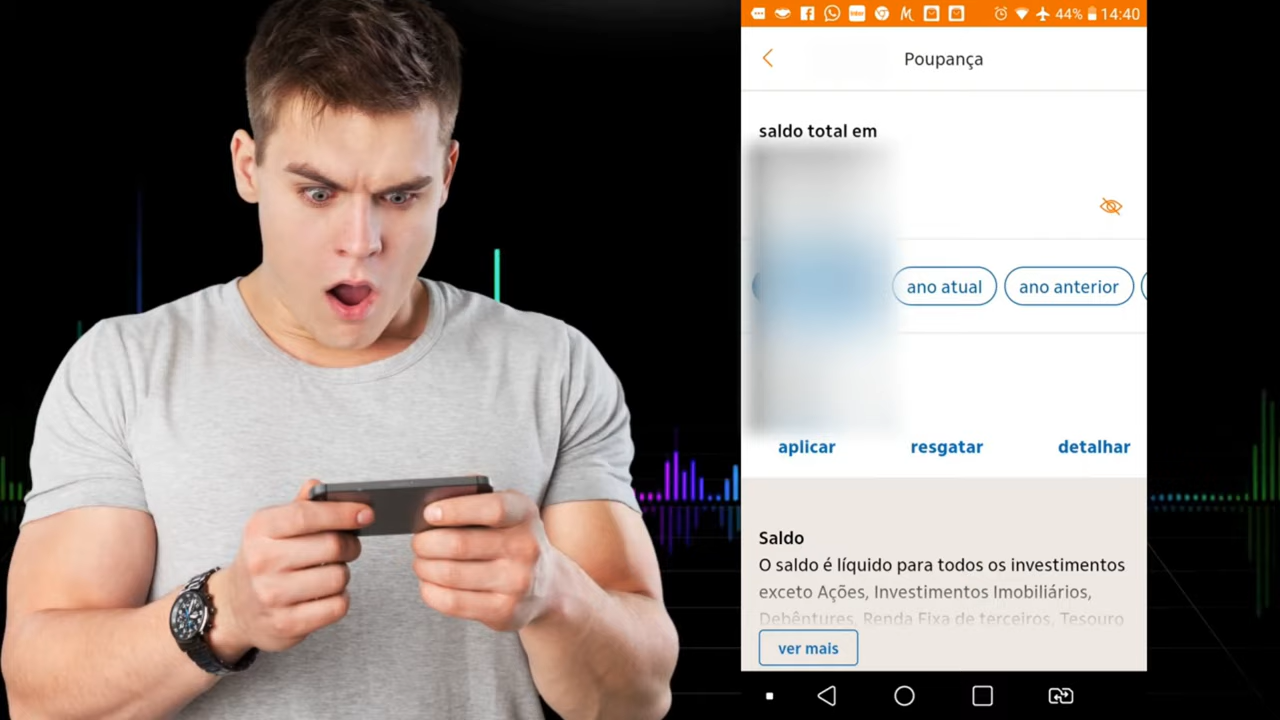 44% 14:40
Poupança
saldo total em
ano atual
ano anterior
aplicar resgatar detalhar
Saldo
O saldo é líquido para todos os investimentos
exceto Ações, Investimentos Imobiliários,
Debêntures, Renda Fixa de terceiros, Tesouro
ver mais